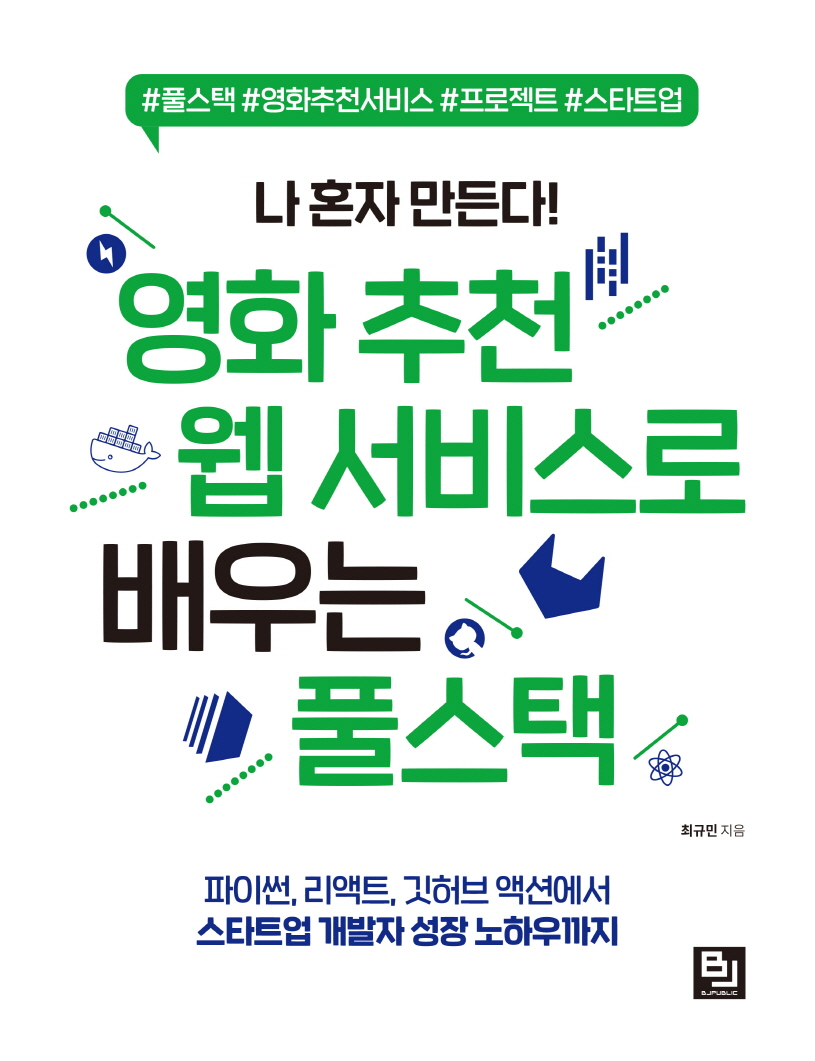 #풀스택 #영화추천서비스 #프로젝트 #스타트업
나 혼자 만든다!
영화 추천
웹 서비스로
배우는
풀스택
최규민 지음
파이썬, 리액트, 깃허브 액션에서
스타트업 개발자 성장 노하우까지
BJ
BJPUBLIC